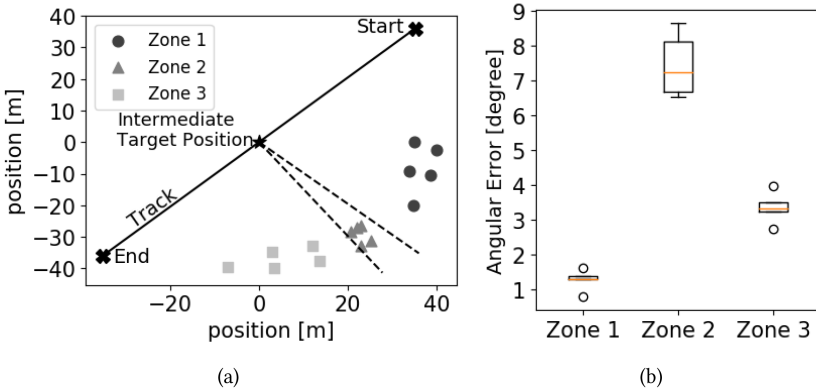 40
30
20
10
0
−10
−20
−30
−40
position [m]
Zone 1
Zone 2
Zone 3
Start
Intermediate
Target Position
Track
End
−20
0
20
40
position [m]
(a)
9
8
7
6
5
4
3
2
1
Angular Error [degree]
Zone 1 Zone 2 Zone 3
(b)